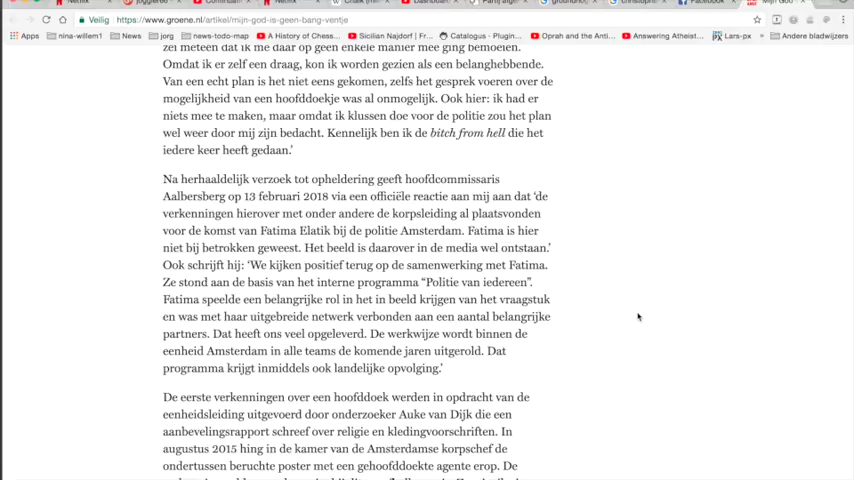 Netflix
Continuum
Netflix
Dashboard
Facebook
Mijn God
Veilig https://www.groene.nl/artikel/mijn-god-is-geen-bang-ventje
Apps nina-willem1 News jorg news-todo-map A History of Chess... Sicilian Najdorf | Fr... Catalogus - Plugin... Oprah and the Anti... Answering Atheist... Lars-px » Andere bladwijzers
zei meteen dat ik me daar op geen enkele manier mee ging bemoeien.
Omdat ik er zelf een draag, kon ik worden gezien als een belanghebbende.
Van een echt plan is het niet eens gekomen, zelfs het gesprek voeren over de
mogelijkheid van een hoofddoekje was al onmogelijk. Ook hier: ik had er
niets mee te maken, maar omdat ik klussen doe voor de politie zou het plan
wel weer door mij zijn bedacht. Kennelijk ben ik de bitch from hell die het
iedere keer heeft gedaan.’
Na herhaaldelijk verzoek tot opheldering geeft hoofdcommissaris
Aalbersberg op 13 februari 2018 via een officiële reactie aan mij aan dat ‘de
verkenningen hierover met onder andere de korpsleiding al plaatsvonden
voor de komst van Fatima Elatik bij de politie Amsterdam. Fatima is hier
niet bij betrokken geweest. Het beeld is daarover in de media wel ontstaan.’
Ook schrijft hij: ‘We kijken positief terug op de samenwerking met Fatima.
Ze stond aan de basis van het interne programma “Politie van iedereen”.
Fatima speelde een belangrijke rol in het in beeld krijgen van het vraagstuk
en was met haar uitgebreide netwerk verbonden aan een aantal belangrijke
partners. Dat heeft ons veel opgeleverd. De werkwijze wordt binnen de
eenheid Amsterdam in alle teams de komende jaren uitgerold. Dat
programma krijgt inmiddels ook landelijke opvolging.’
De eerste verkenningen over een hoofddoek werden in opdracht van de
eenheidsleiding uitgevoerd door onderzoeker Auke van Dijk die een
aanbevelingsrapport schreef over religie en kledingvoorschriften. In
augustus 2015 hing in de kamer van de Amsterdamse korpschef de
ondertussen beruchte poster met een gehoofddoekte agente erop. De